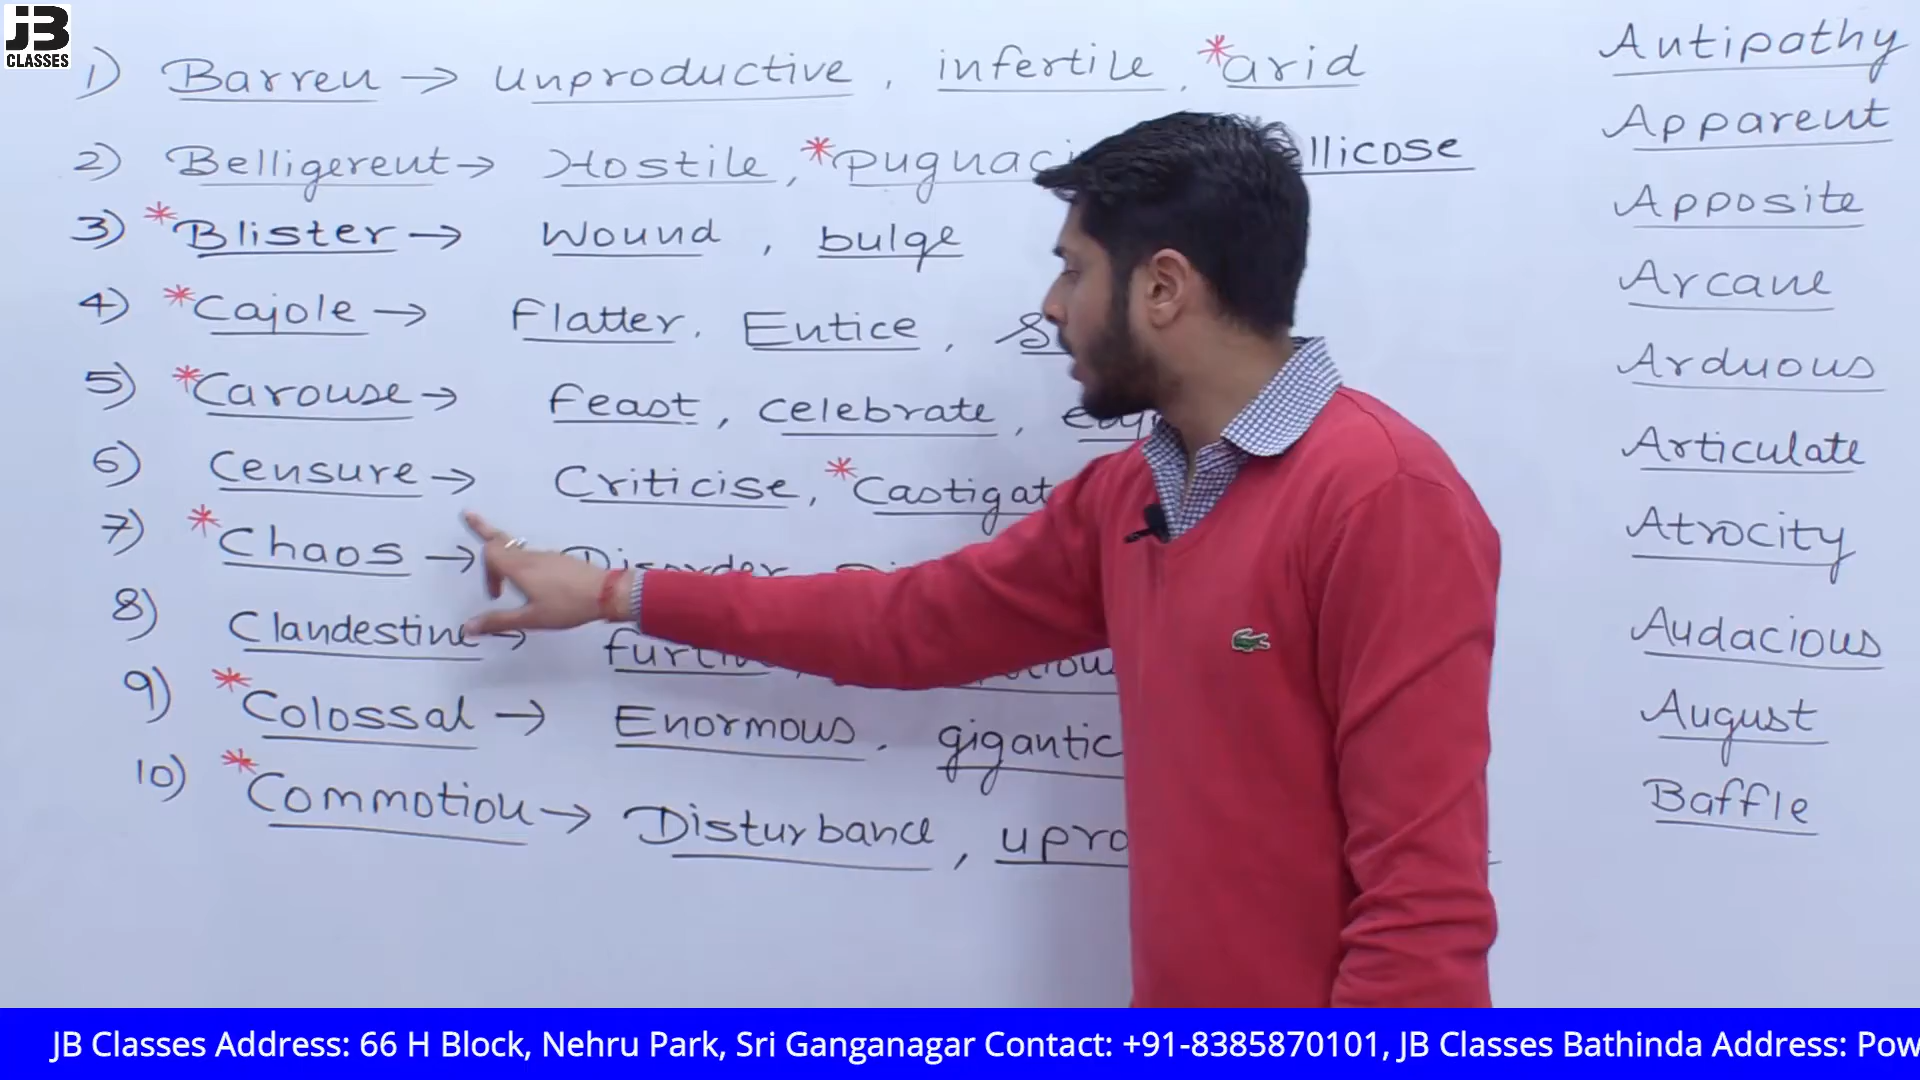 JB
CLASSES
1) Barren → Unproductive, infertile, *arid
2) Belligerent → Hostile, *pugnaci llicose
3) *Blister → Wound, bulge
4) *Cajole → Flatter, Entice, S
5) *Carouse → feast, celebrate,
6) Censure → Criticise, *Castigat
7) *Chaos → Disorder,
8) Clandestine →
9) *Colossal → Enormous, gigantic
10) *Commotion → Disturbance, upro
Antipathy
Apparent
Apposite
Arcane
Arduous
Articulate
Atrocity
Audacious
August
Baffle
JB Classes Address: 66 H Block, Nehru Park, Sri Ganganagar Contact: +91-8385870101, JB Classes Bathinda Address: Pow